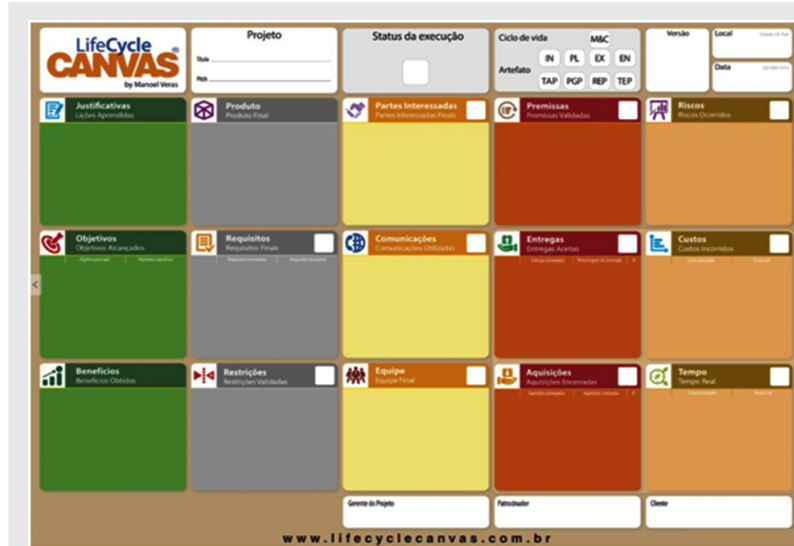 LifeCycle
CANVAS ®
by Manoel Veras
Projeto
Título
Pitch
Status da execução
Ciclo de vida
M&C
IN PL EX EN
Artefato
TAP PGP REP TEP
Versão
Local
Data
Justificativas
Lições Aprendidas
Produto
Produto Final
Partes Interessadas
Partes Interessadas Finais
Premissas
Premissas Validadas
Riscos
Riscos Ocorridos
Objetivos
Objetivos Alcançados
Requisitos
Requisitos Finais
Comunicações
Comunicações Utilizadas
Entregas
Entregas Aceitas
Custos
Custos Incorridos
Benefícios
Benefícios Obtidos
Restrições
Restrições Validadas
Equipe
Equipe Final
Aquisições
Aquisições Encerradas
Tempo
Tempo Real
Gerente do Projeto
Patrocinador
Cliente
www.lifecyclecanvas.com.br